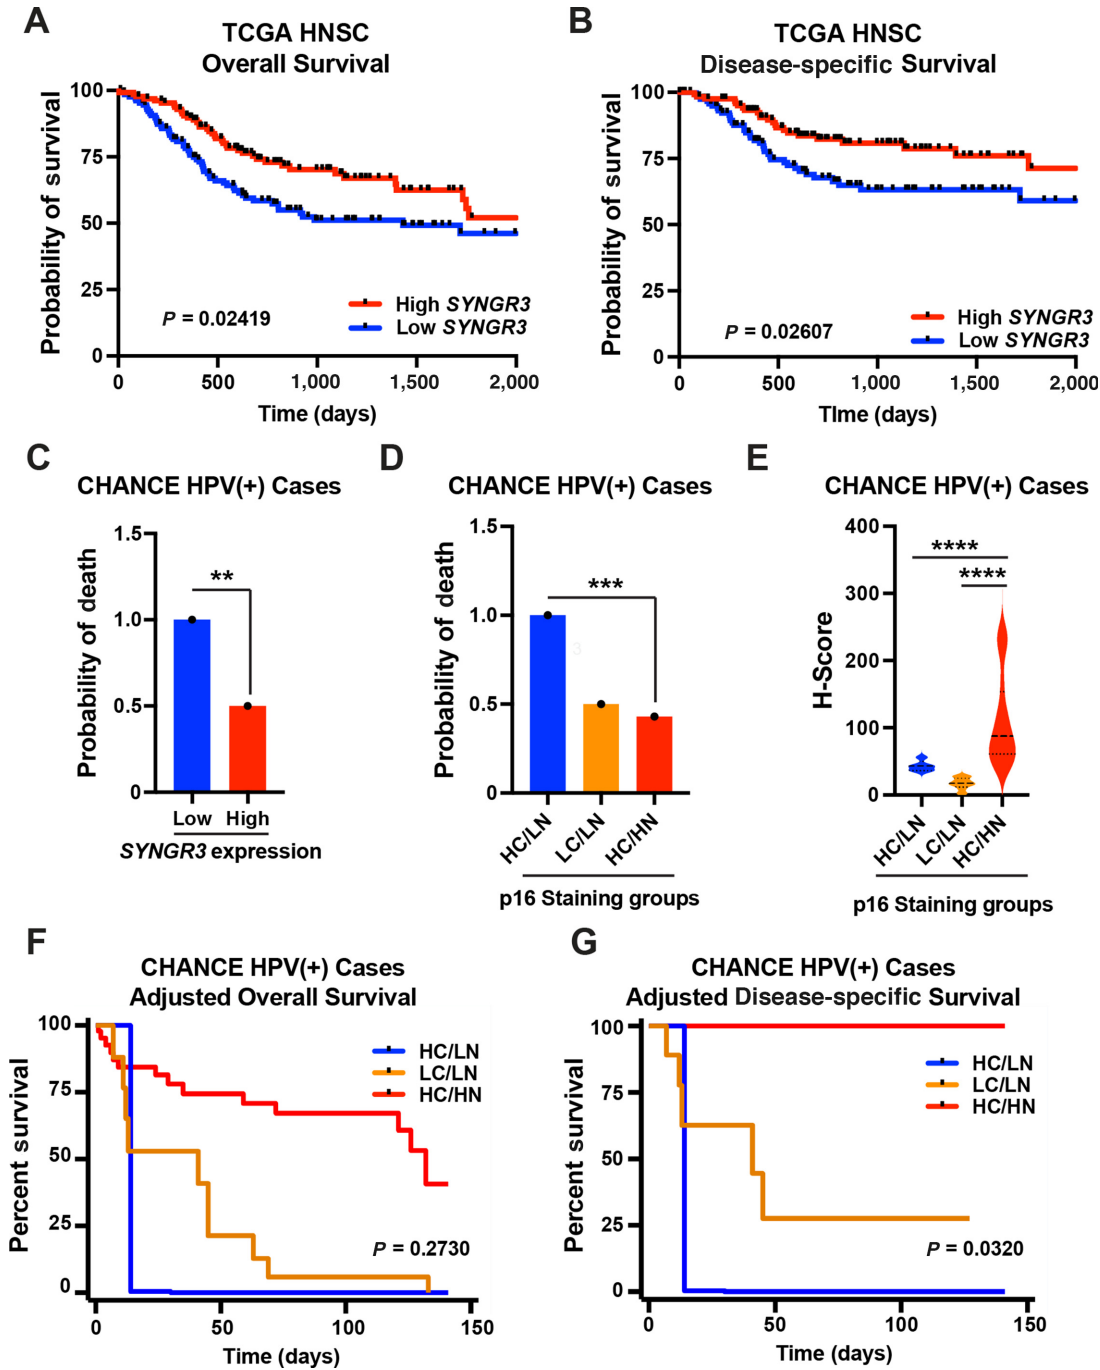 A
TCGA HNSC
Overall Survival
Probability of survival
100
75
50
25
0
P = 0.02419
High SYNGR3
Low SYNGR3
0 500 1,000 1,500 2,000
Time (days)
B
TCGA HNSC
Disease-specific Survival
Probability of survival
100
75
50
25
0
P = 0.02607
High SYNGR3
Low SYNGR3
0 500 1,000 1,500 2,000
TIme (days)
C
CHANCE HPV(+) Cases
Probability of death
1.5
1.0
0.5
0
**
Low High
SYNGR3 expression
D
CHANCE HPV(+) Cases
Probability of death
1.5
1.0
0.5
0
***
3
HC/LN LC/LN HC/HN
p16 Staining groups
E
CHANCE HPV(+) Cases
H-Score
400
300
200
100
0
****
****
HC/LN LC/LN HC/HN
p16 Staining groups
F
CHANCE HPV(+) Cases
Adjusted Overall Survival
Percent survival
100
75
50
25
0
HC/LN
LC/LN
HC/HN
P = 0.2730
0 50 100 150
Time (days)
G
CHANCE HPV(+) Cases
Adjusted Disease-specific Survival
Percent survival
100
75
50
25
0
HC/LN
LC/LN
HC/HN
P = 0.0320
0 50 100 150
Time (days)